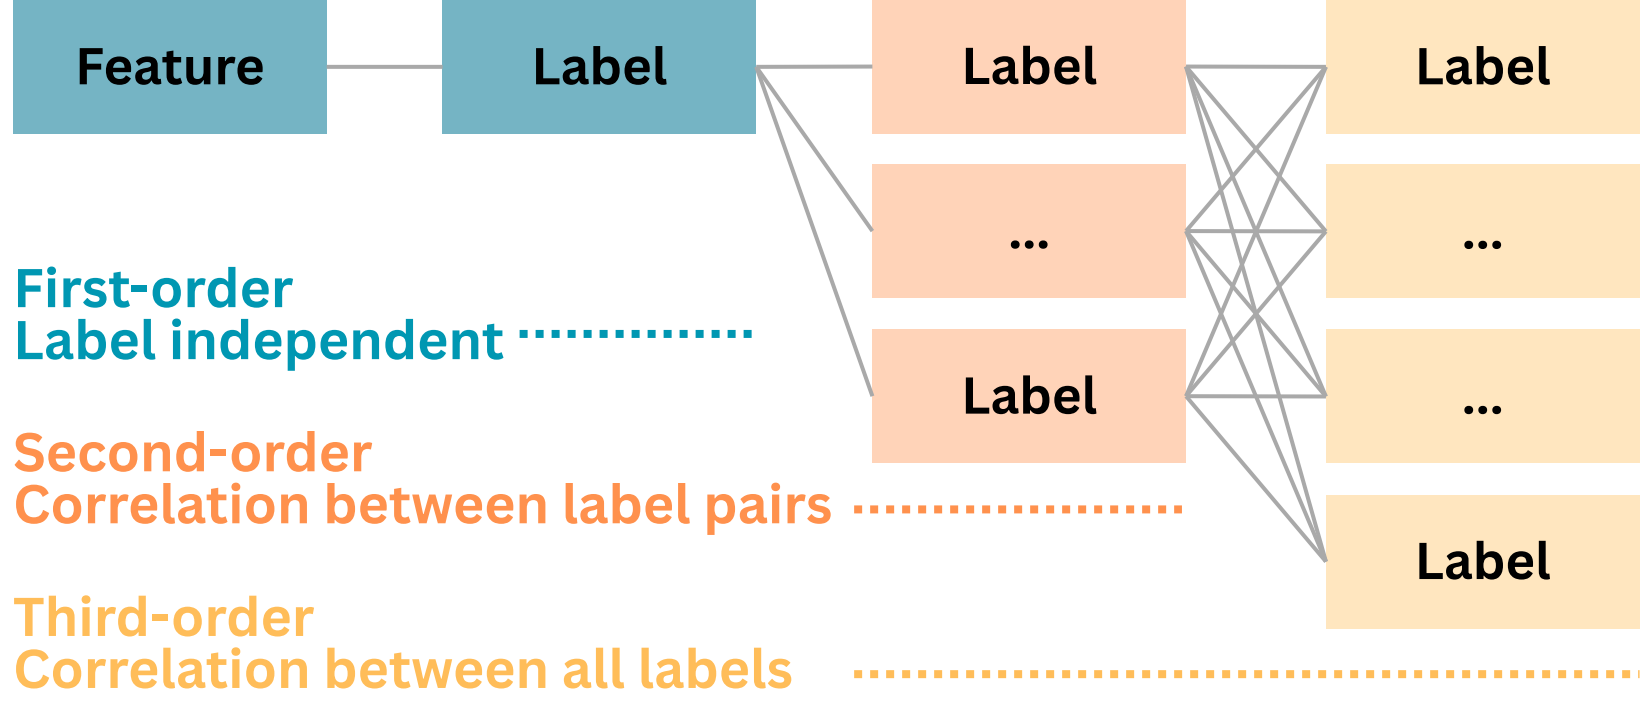 Feature
Label
Label
Label
...
...
Label
...
Label
First-order
Label independent
Second-order
Correlation between label pairs
Third-order
Correlation between all labels